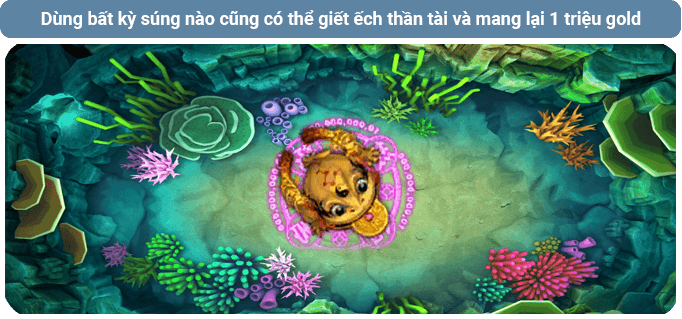 Dùng bất kỳ súng nào cũng có thể giết ếch thần tài và mang lại 1 triệu gold